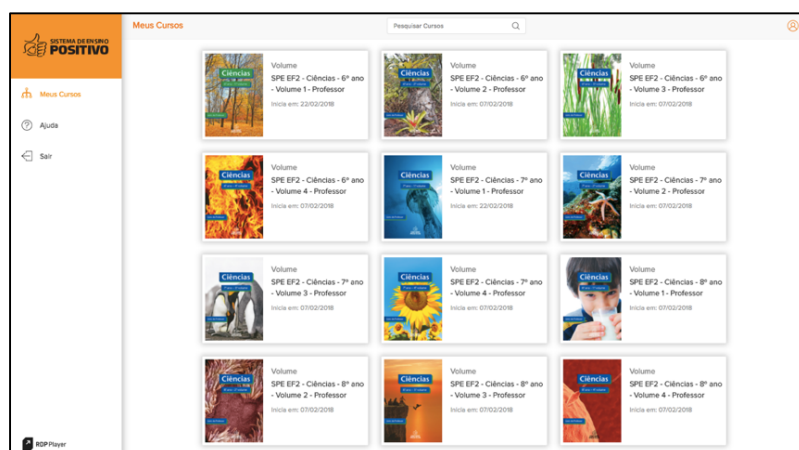 Meus Cursos
Pesquisar Cursos
SISTEMA DE ENSINO
POSITIVO
Meus Cursos
Ajuda
Sair
Ciências
Volume
SPE EF2 - Ciências - 6º ano
- Volume 1 - Professor
Inicia em: 22/02/2018
Ciências
Volume
SPE EF2 - Ciências - 6º ano
- Volume 2 - Professor
Inicia em: 07/02/2018
Ciências
Volume
SPE EF2 - Ciências - 6º ano
- Volume 3 - Professor
Inicia em: 07/02/2018
Ciências
Volume
SPE EF2 - Ciências - 6º ano
- Volume 4 - Professor
Inicia em: 07/02/2018
Ciências
Volume
SPE EF2 - Ciências - 7º ano
- Volume 1 - Professor
Inicia em: 22/02/2018
Ciências
Volume
SPE EF2 - Ciências - 7º ano
- Volume 2 - Professor
Inicia em: 07/02/2018
Ciências
Volume
SPE EF2 - Ciências - 7º ano
- Volume 3 - Professor
Inicia em: 07/02/2018
Ciências
Volume
SPE EF2 - Ciências - 7º ano
- Volume 4 - Professor
Inicia em: 07/02/2018
Ciências
Volume
SPE EF2 - Ciências - 8º ano
- Volume 1 - Professor
Inicia em: 07/02/2018
Ciências
Volume
SPE EF2 - Ciências - 8º ano
- Volume 2 - Professor
Inicia em: 07/02/2018
Ciências
Volume
SPE EF2 - Ciências - 8º ano
- Volume 3 - Professor
Inicia em: 07/02/2018
Ciências
Volume
SPE EF2 - Ciências - 8º ano
- Volume 4 - Professor
Inicia em: 07/02/2018
RDP Player